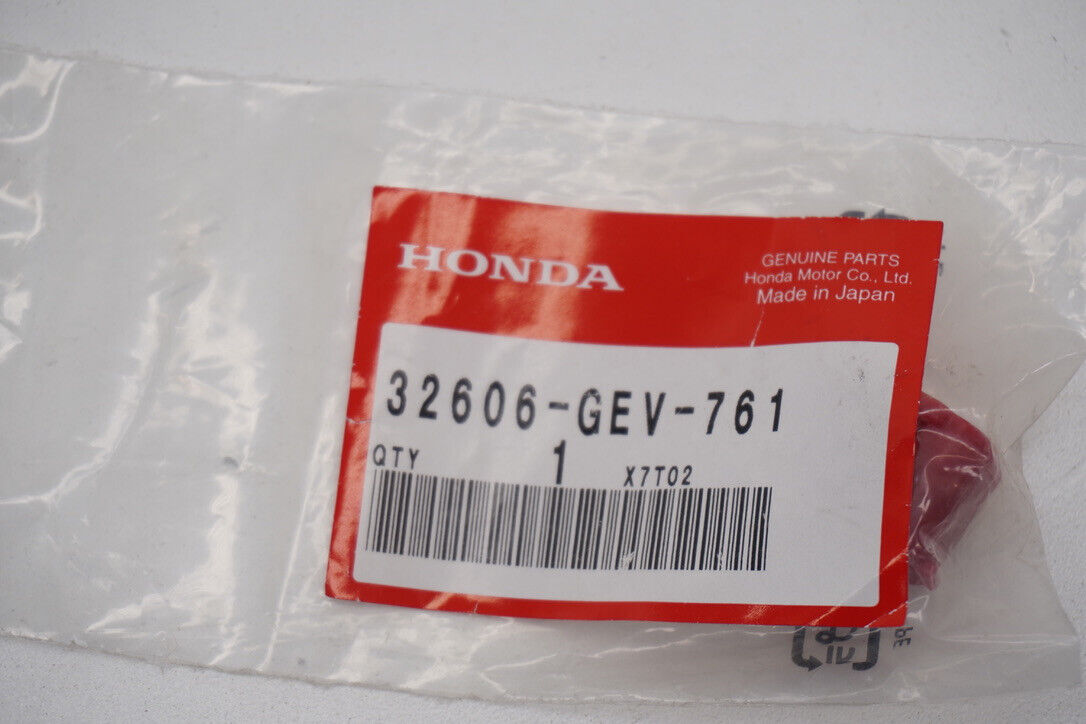 HONDA
GENUINE PARTS
Honda Motor Co., Ltd.
Made in Japan
32606-GEV-761
QTY 1 X7T02